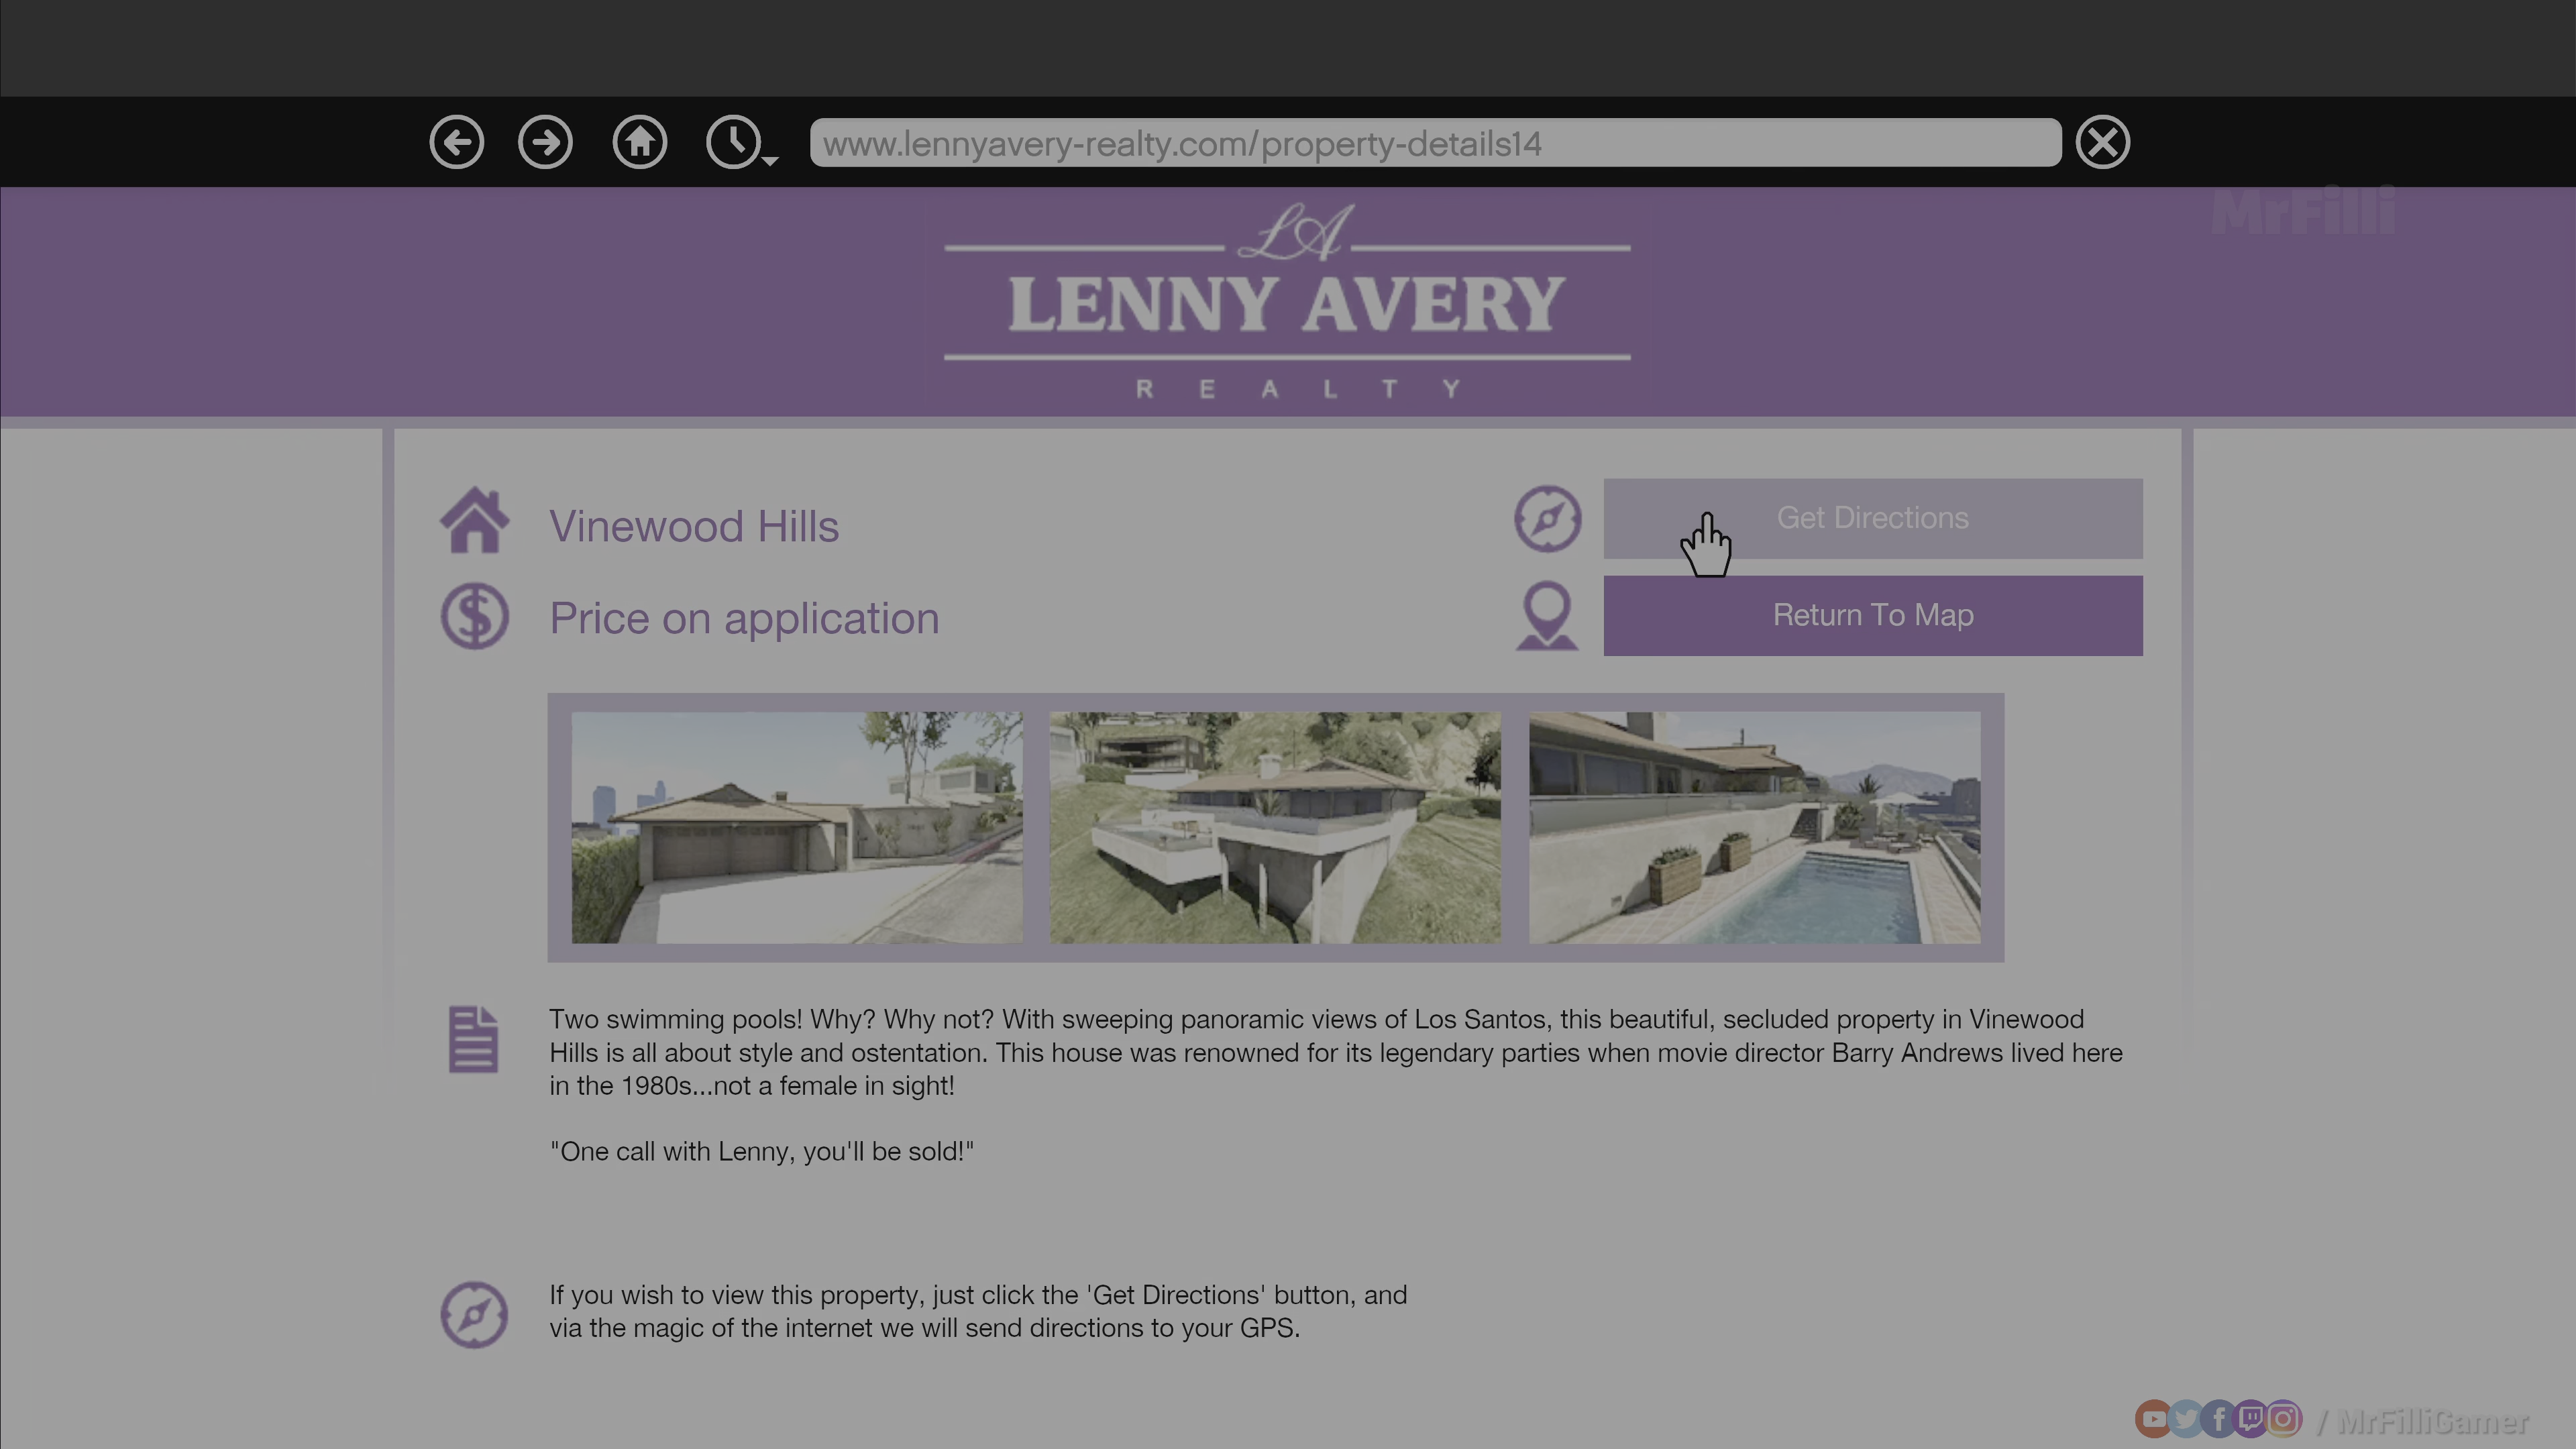 www.lennyavery-realty.com/property-details14
MrFilli
LA
LENNY AVERY
REALTY
Vinewood Hills
Get Directions
Price on application
Return To Map
Two swimming pools! Why? Why not? With sweeping panoramic views of Los Santos, this beautiful, secluded property in Vinewood
Hills is all about style and ostentation. This house was renowned for its legendary parties when movie director Barry Andrews lived here
in the 1980s...not a female in sight!
"One call with Lenny, you'll be sold!"
If you wish to view this property, just click the 'Get Directions' button, and
via the magic of the internet we will send directions to your GPS.
/ MrFilliGamer